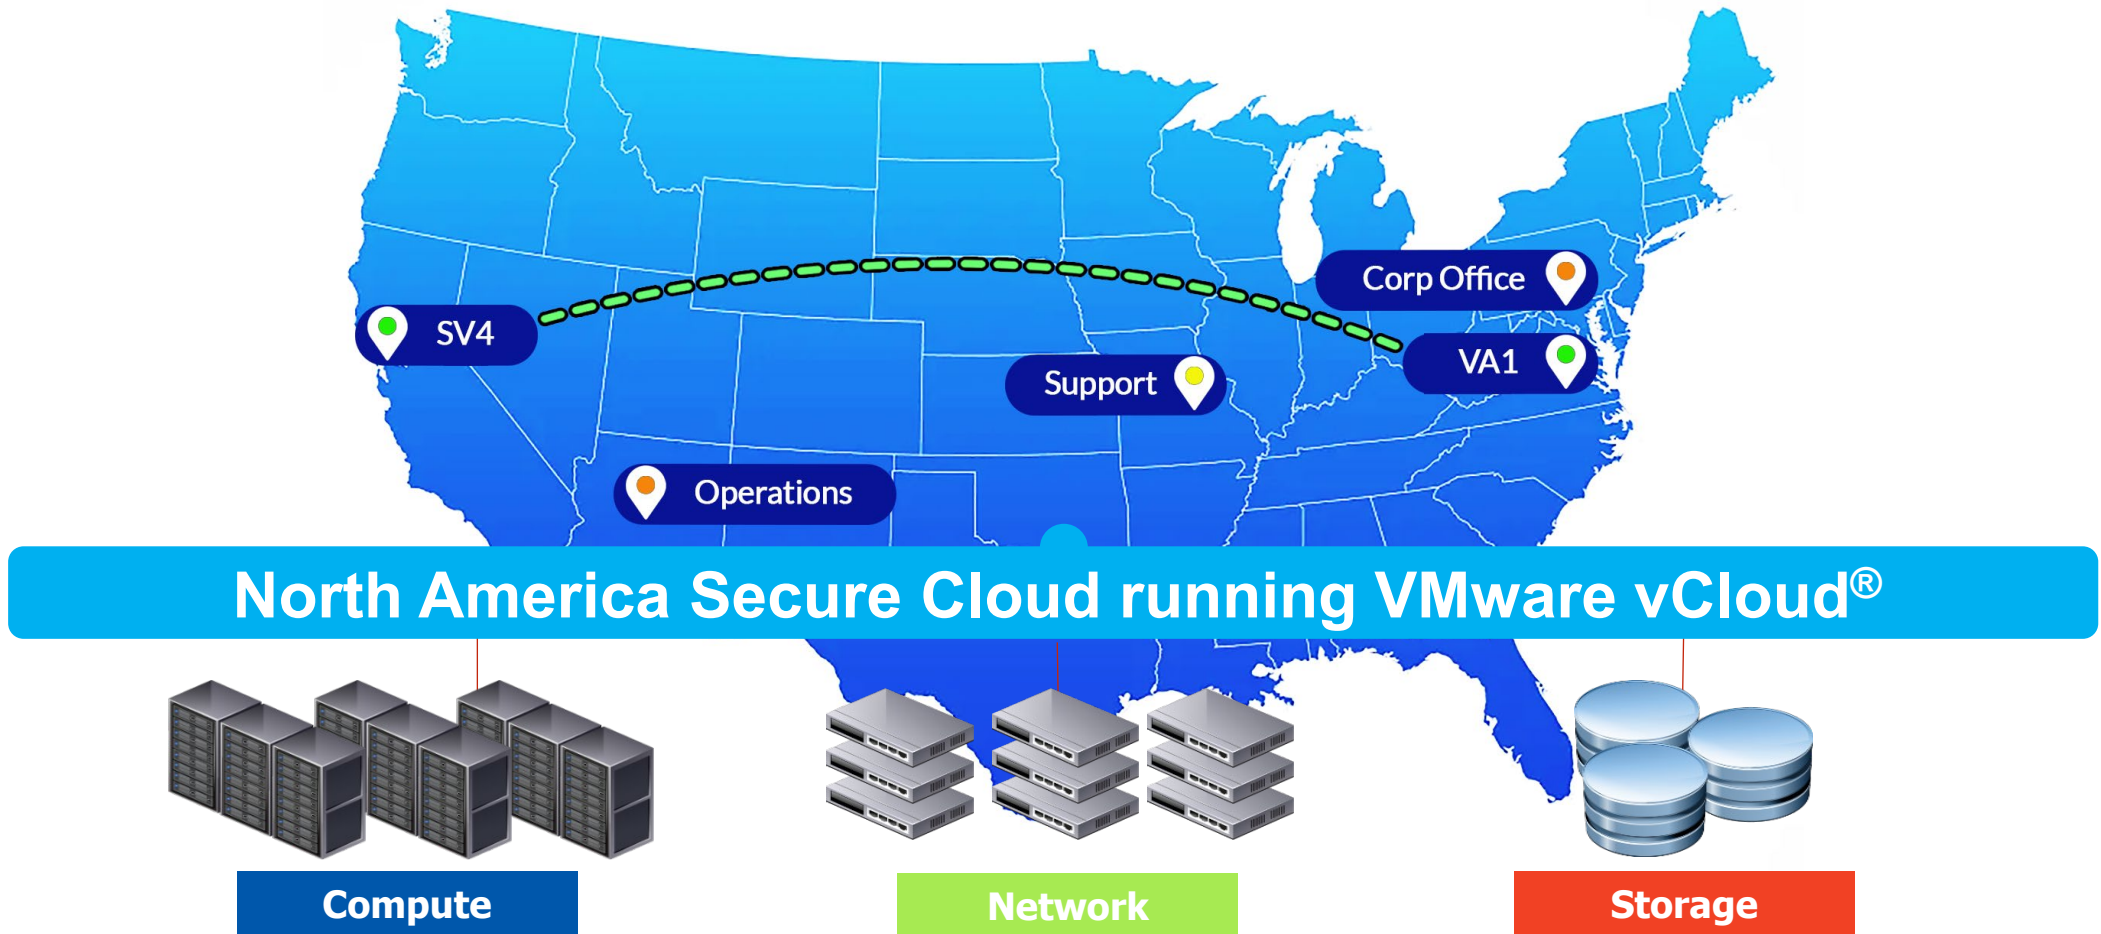 Corp Office
SV4
VA1
Support
Operations
North America Secure Cloud running VMware vCloud®
Compute
Network
Storage